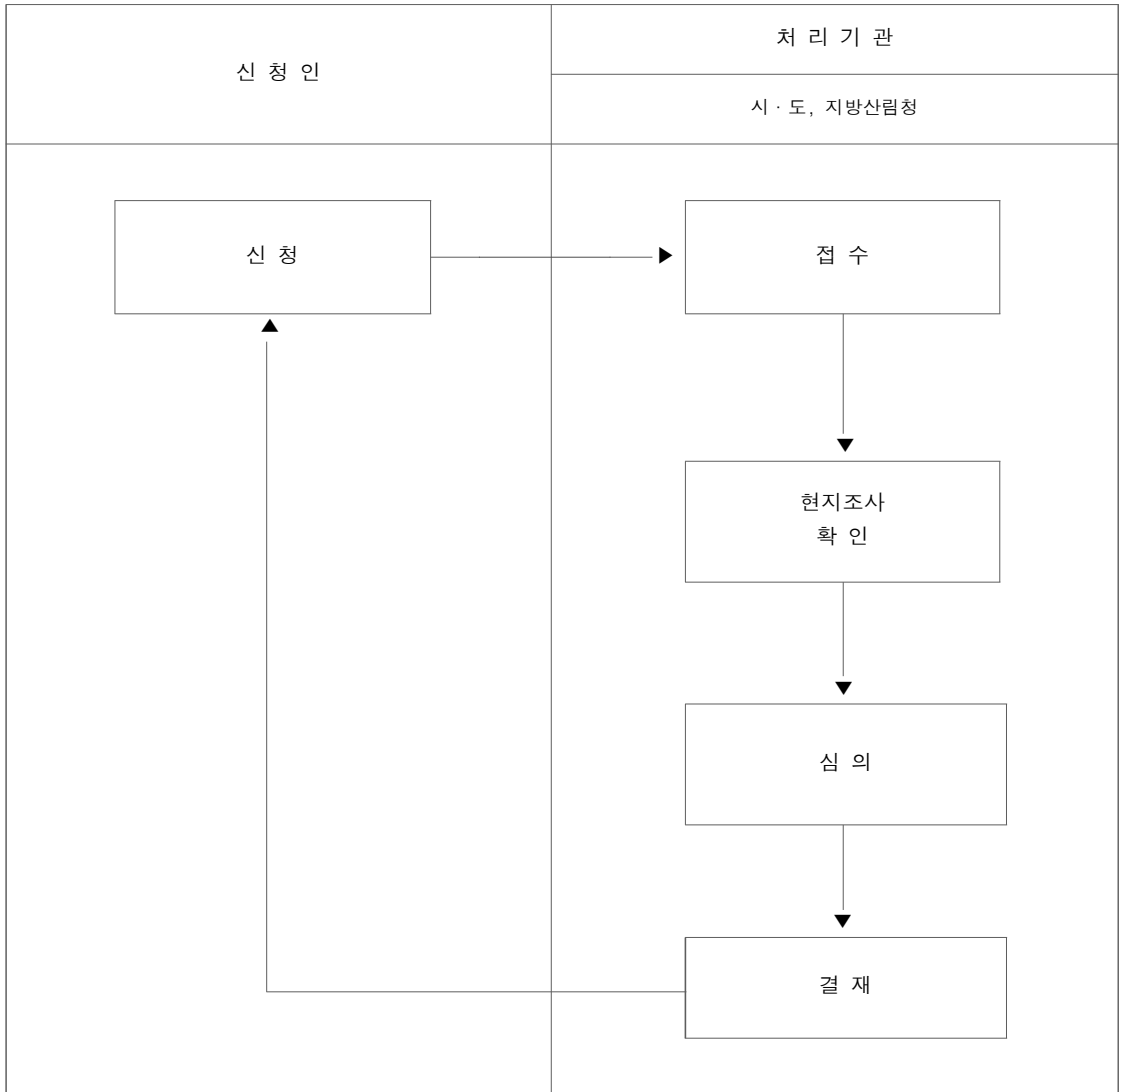 신 청 인
처 리 기 관
시 · 도, 지방산림청
신 청
접 수
현지조사
확 인
심 의
결 재